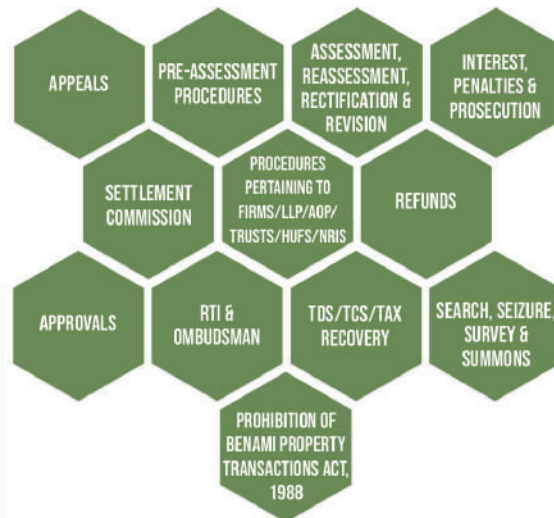 APPEALS
PRE-ASSESSMENT
PROCEDURES
ASSESSMENT,
REASSESSMENT,
RECTIFICATION &
REVISION
INTEREST,
PENALTIES &
PROSECUTION
SETTLEMENT
COMMISSION
PROCEDURES
PERTAINING TO
FIRMS/LLP/AOP/
TRUSTS/HUFS/NRIS
REFUNDS
APPROVALS
RTI &
OMBUDSMAN
TDS/TCS/TAX
RECOVERY
SEARCH, SEIZURE,
SURVEY &
SUMMONS
PROHIBITION OF
BENAMI PROPERTY
TRANSACTIONS ACT,
1988